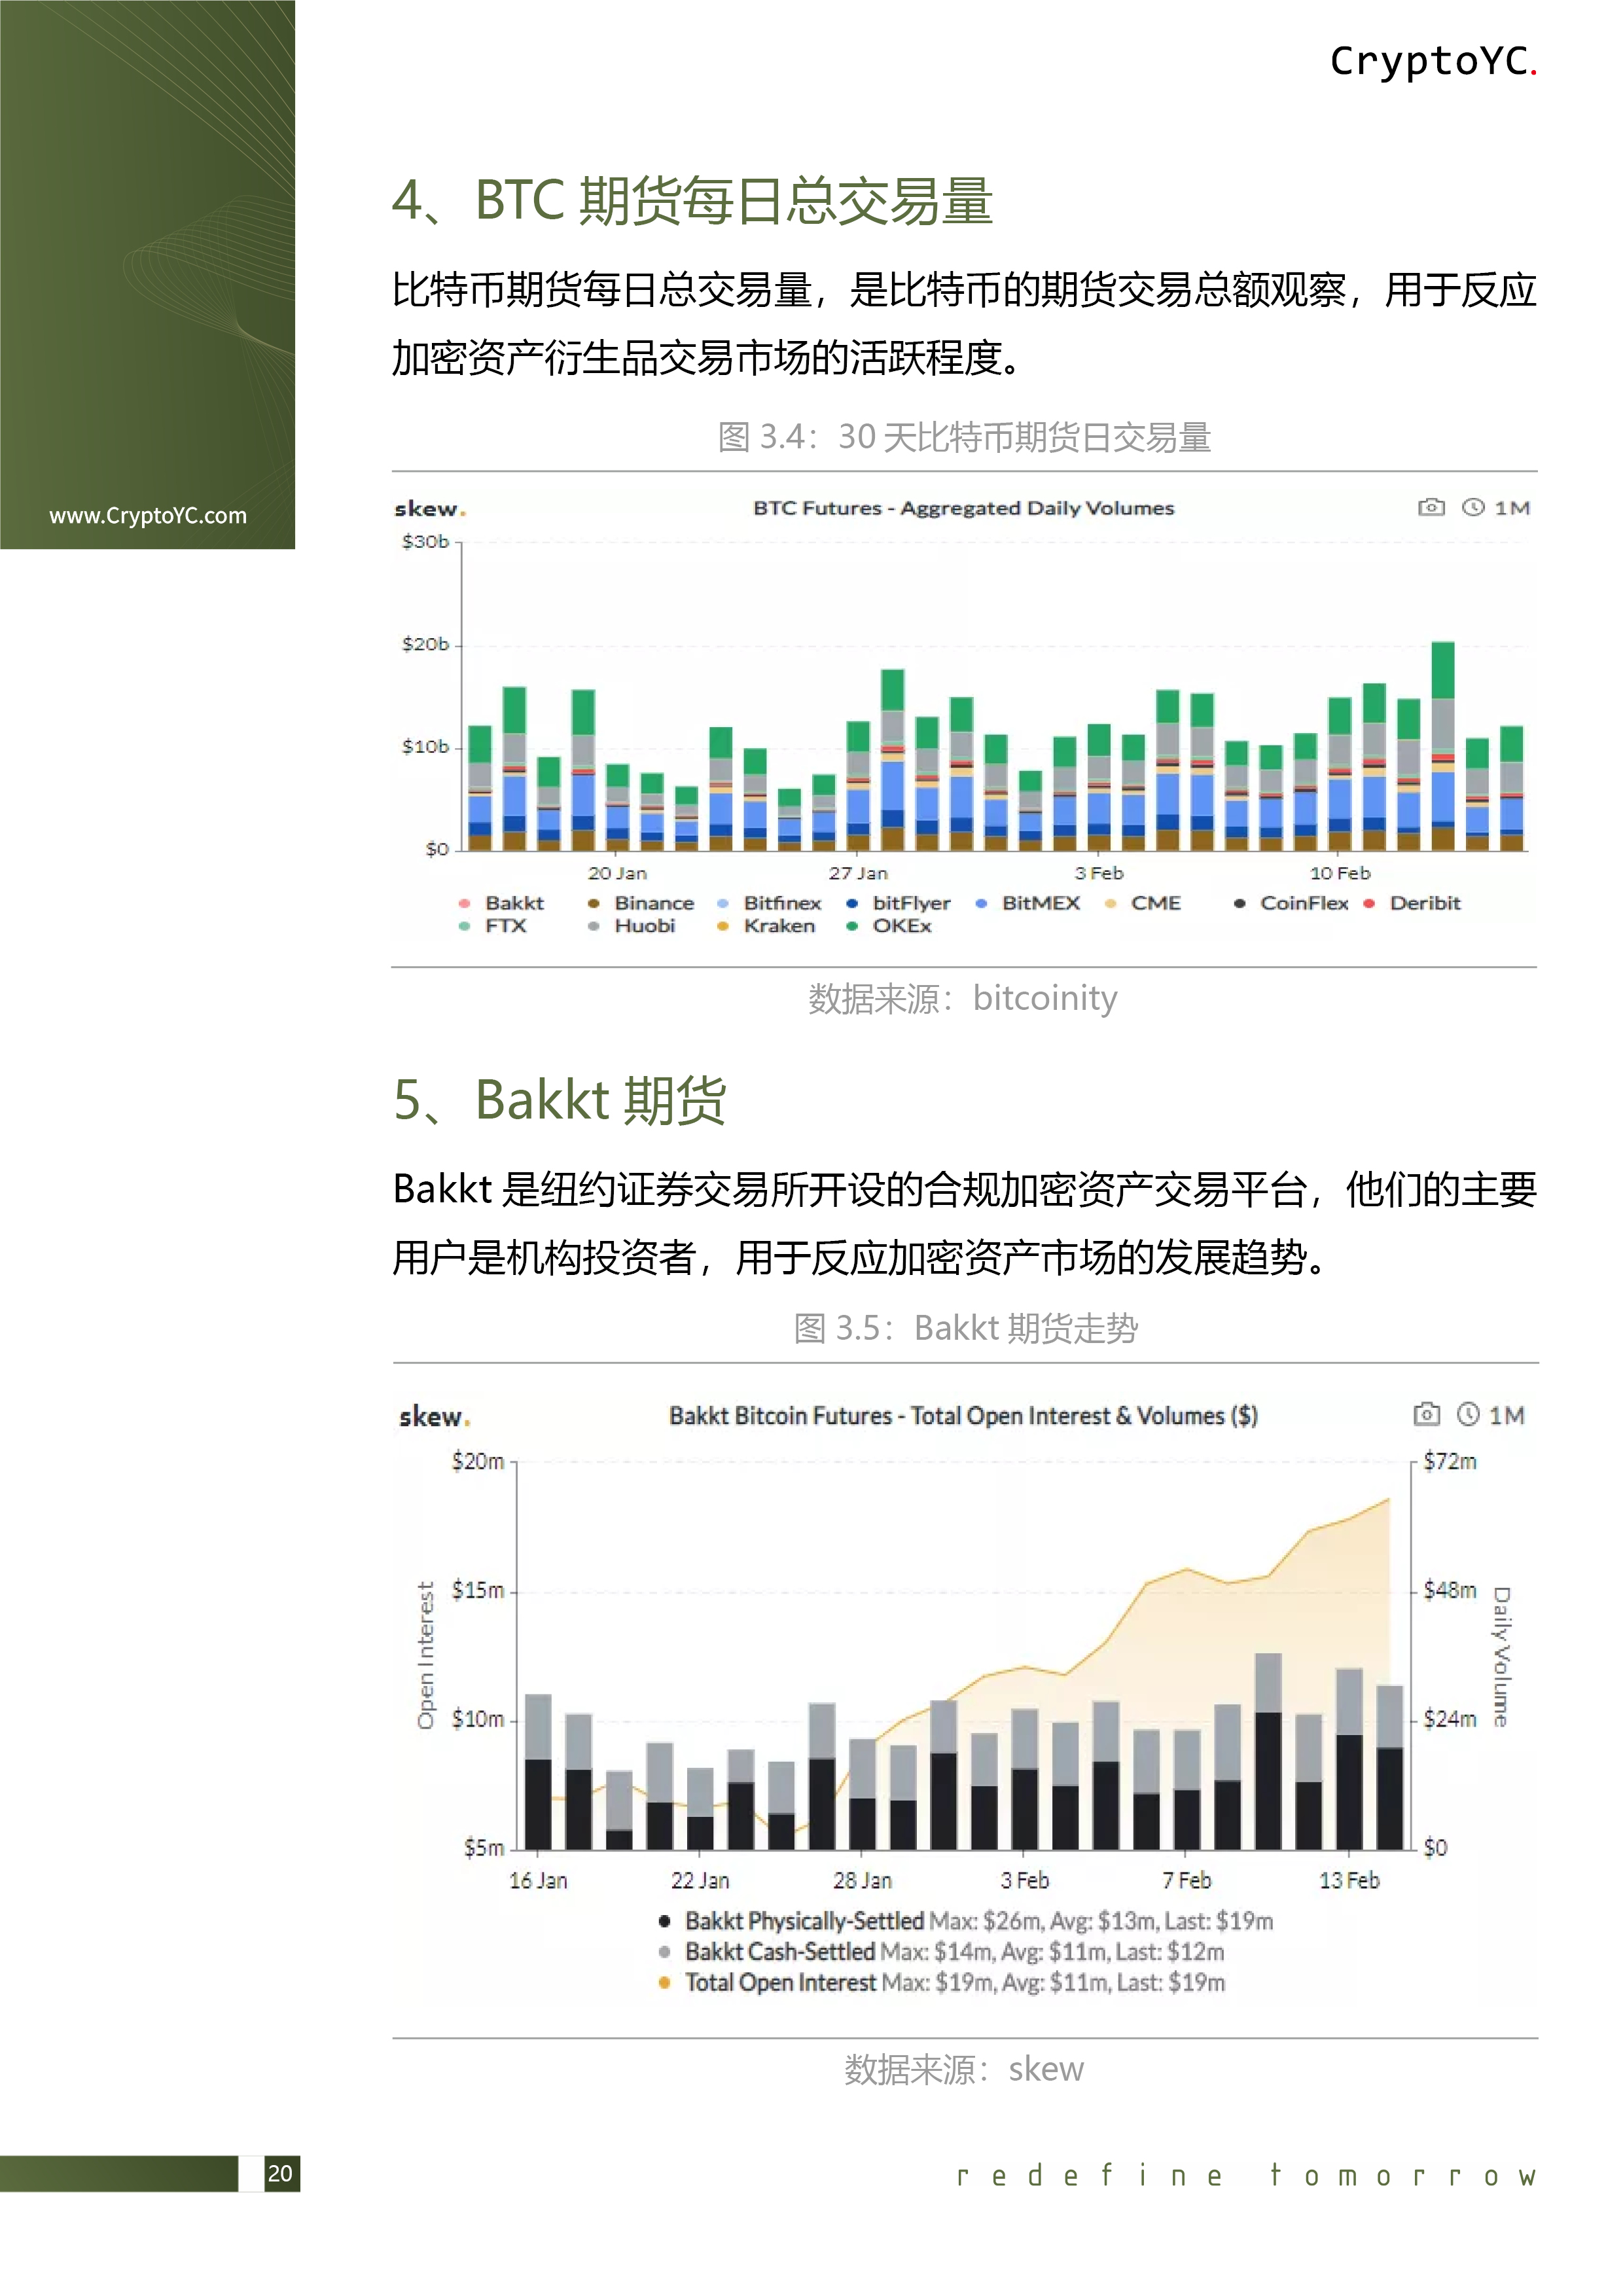 CryptoYC.
www.CryptoYC.com
4、BTC 期货每日总交易量
比特币期货每日总交易量，是比特币的期货交易总额观察，用于反应
加密资产衍生品交易市场的活跃程度。
图 3.4：30 天比特币期货日交易量
skew.
BTC Futures - Aggregated Daily Volumes
1M
$30b
$20b
$10b
$0
20 Jan 27 Jan 3 Feb 10 Feb
Bakkt Binance Bitfinex bitFlyer BitMEX CME CoinFlex Deribit
FTX Huobi Kraken OKEx
数据来源：bitcoinity
5、Bakkt 期货
Bakkt 是纽约证券交易所开设的合规加密资产交易平台，他们的主要
用户是机构投资者，用于反应加密资产市场的发展趋势。
图 3.5：Bakkt 期货走势
skew.
Bakkt Bitcoin Futures - Total Open Interest & Volumes ($)
1M
$20m $72m
$15m $48m
Open Interest
Daily Volume
$10m $24m
$5m $0
16 Jan 22 Jan 28 Jan 3 Feb 7 Feb 13 Feb
Bakkt Physically-Settled Max: $26m, Avg: $13m, Last: $19m
Bakkt Cash-Settled Max: $14m, Avg: $11m, Last: $12m
Total Open Interest Max: $19m, Avg: $11m, Last: $19m
数据来源：skew
20
redefine tomorrow